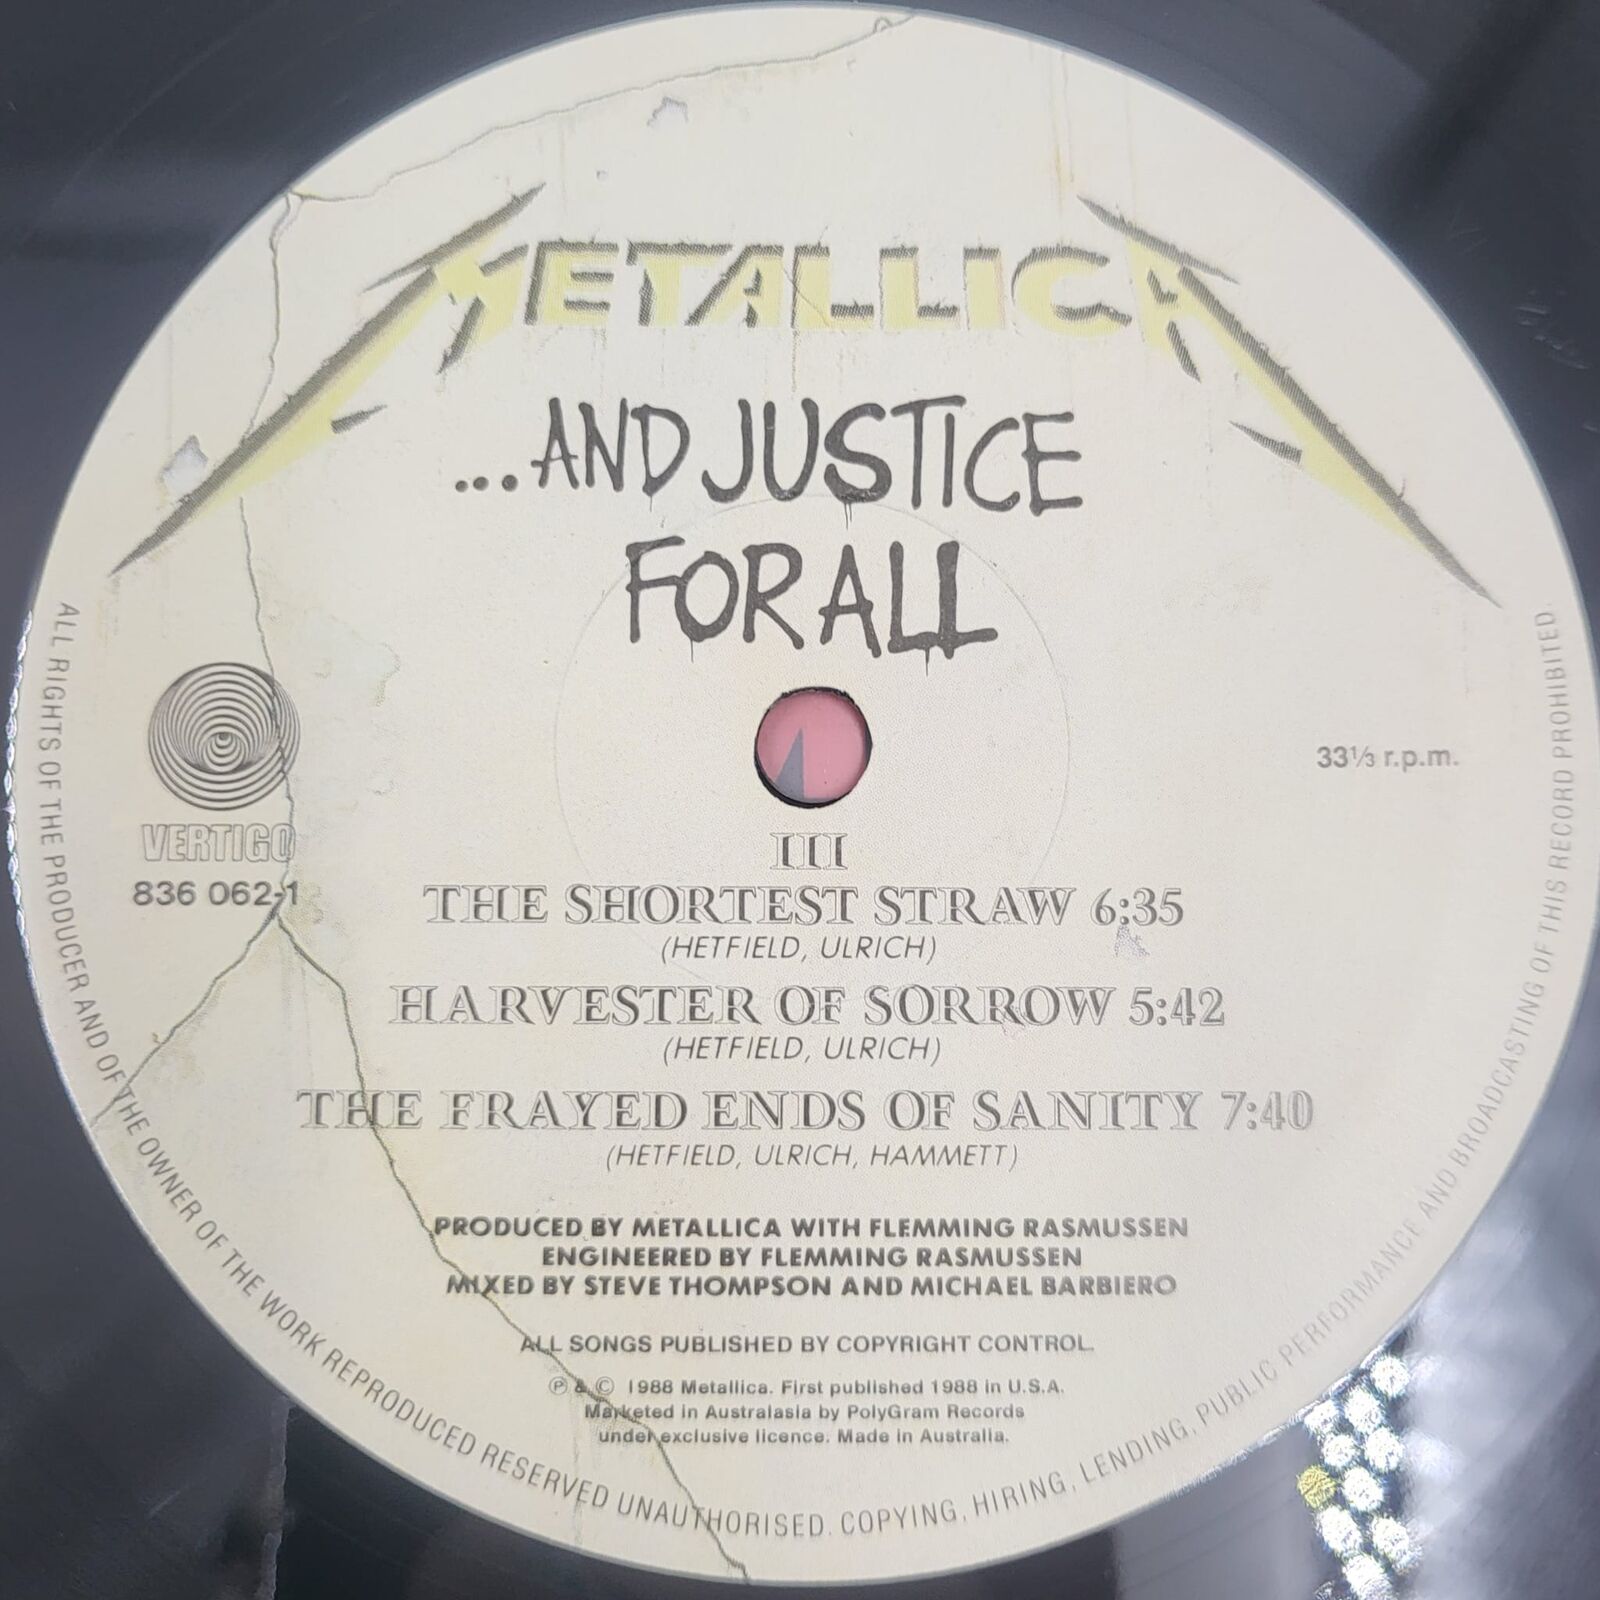 METALLICA
...AND JUSTICE
FOR ALL
33⅓ r.p.m.
VERTIGO
836 062-1
III
THE SHORTEST STRAW 6:35
(HETFIELD, ULRICH)
HARVESTER OF SORROW 5:42
(HETFIELD, ULRICH)
THE FRAYED ENDS OF SANITY 7:40
(HETFIELD, ULRICH, HAMMETT)
PRODUCED BY METALLICA WITH FLEMMING RASMUSSEN
ENGINEERED BY FLEMMING RASMUSSEN
MIXED BY STEVE THOMPSON AND MICHAEL BARBIERO
ALL SONGS PUBLISHED BY COPYRIGHT CONTROL.
℗ & © 1988 Metallica. First published 1988 in U.S.A.
Marketed in Australasia by PolyGram Records
under exclusive licence. Made in Australia.
ALL RIGHTS OF THE PRODUCER AND OF THE OWNER OF THE WORK REPRODUCED RESERVED UNAUTHORISED. COPYING, HIRING, LENDING, PUBLIC PERFORMANCE AND BROADCASTING OF THIS RECORD PROHIBITED